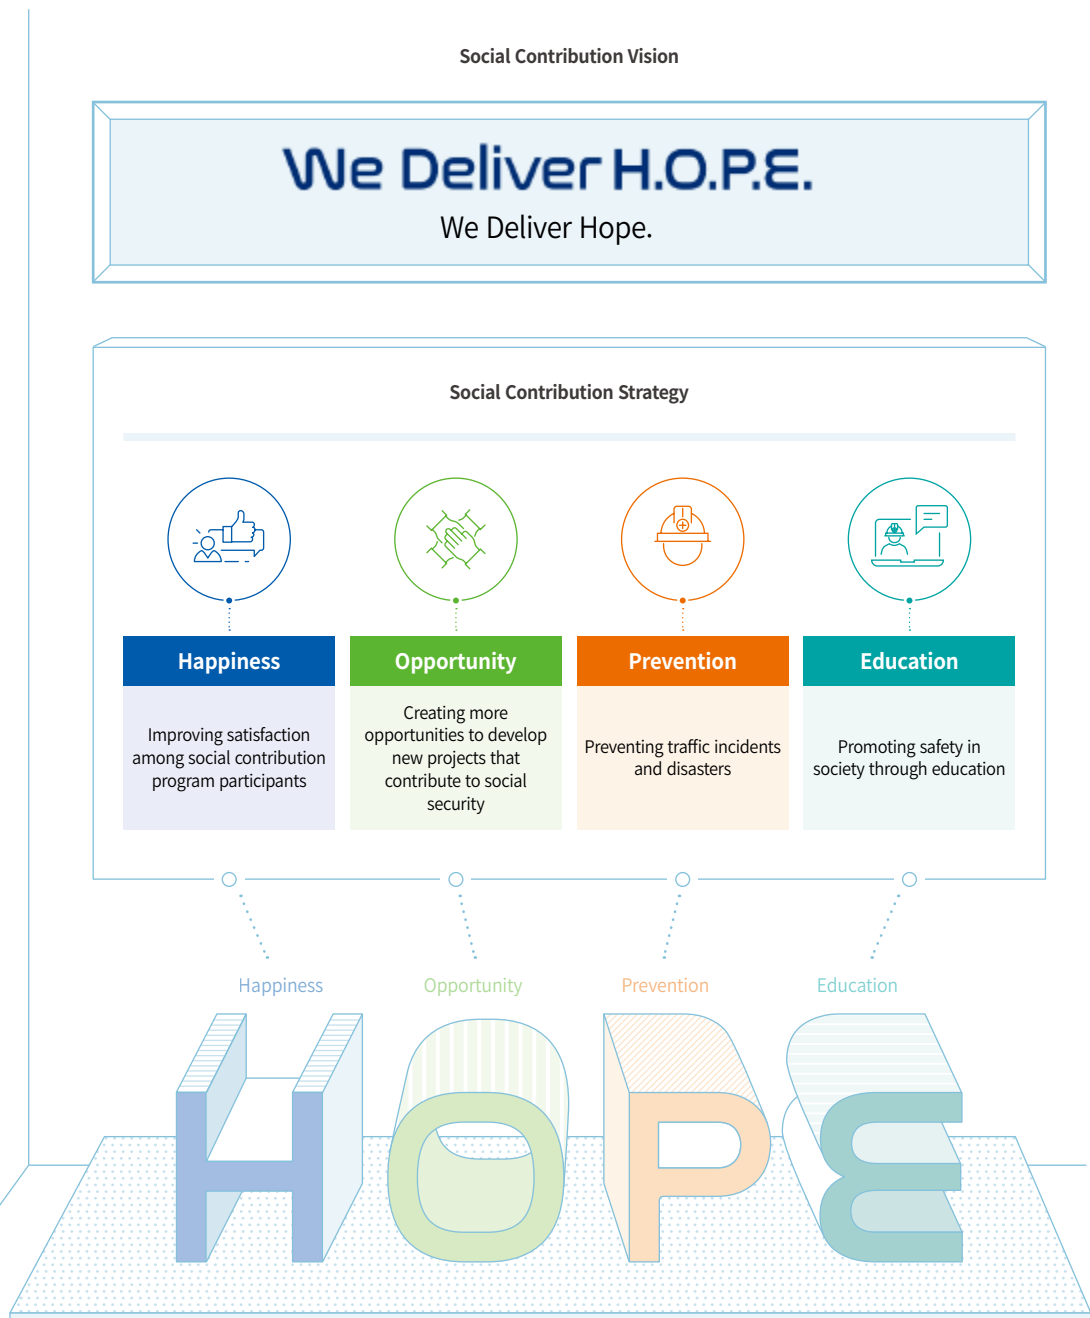 Social Contribution Vision
We Deliver H.O.P.E.
We Deliver Hope.
Social Contribution Strategy
Happiness
Improving satisfaction
among social contribution
program participants
Opportunity
Creating more
opportunities to develop
new projects that
contribute to social
security
Prevention
Preventing traffic incidents
and disasters
Education
Promoting safety in
society through education
Happiness Opportunity Prevention Education
HOPE